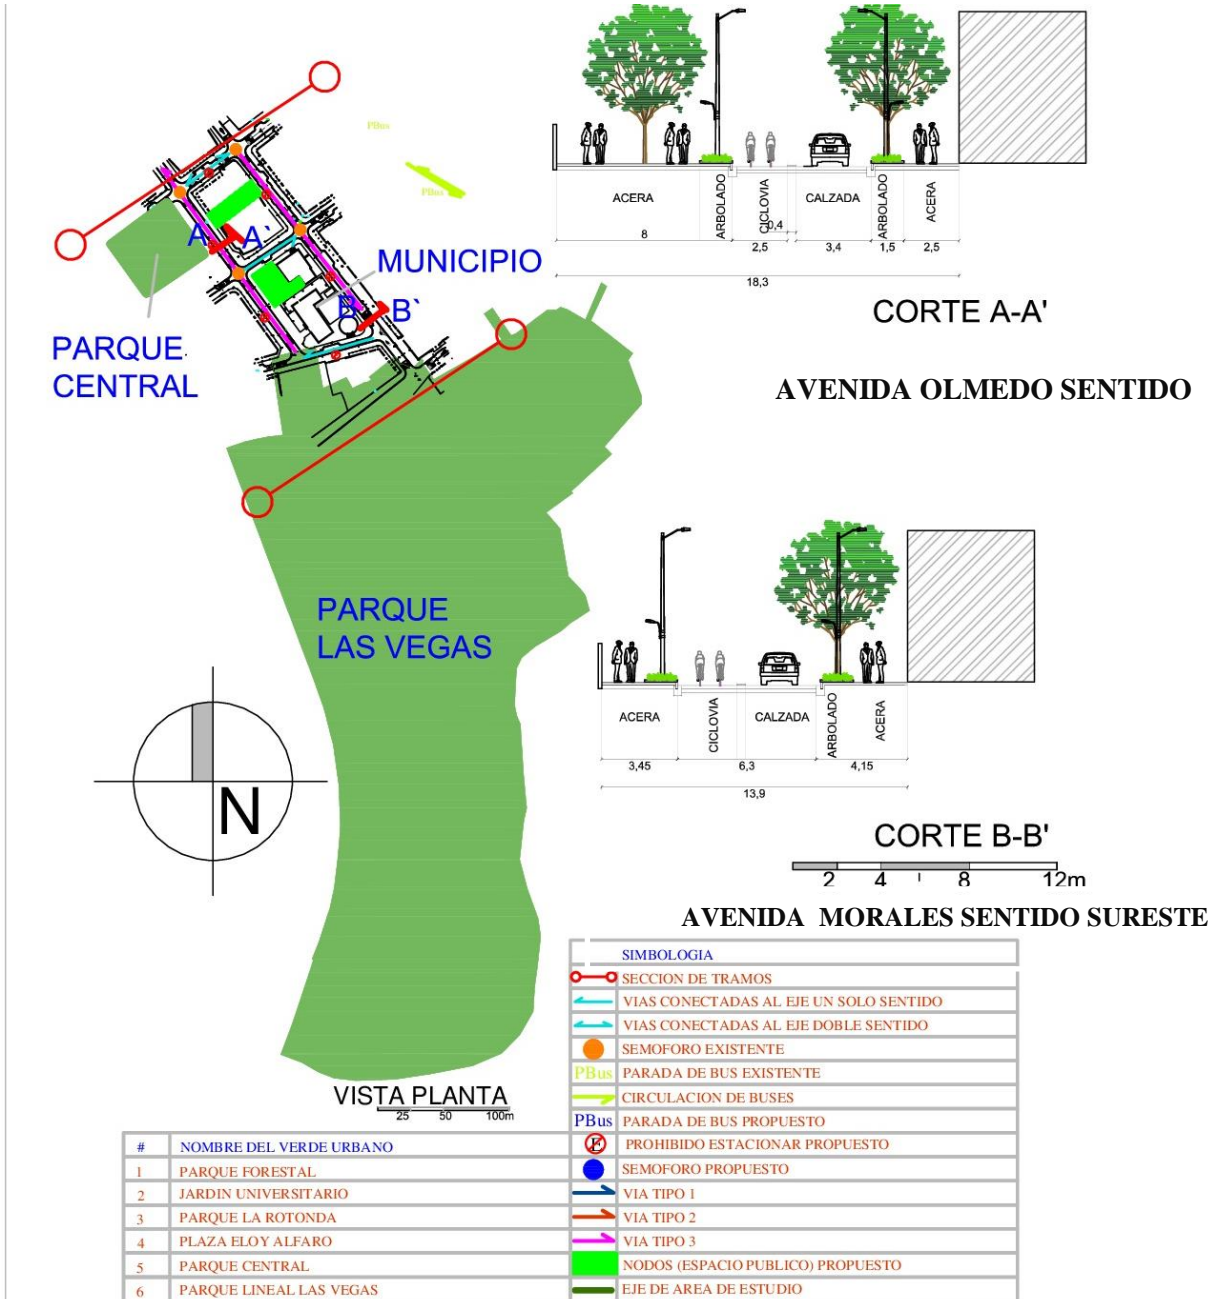 PBus
PBus
A
A`
MUNICIPIO
B
B`
PARQUE
CENTRAL
PARQUE
LAS VEGAS
N
VISTA PLANTA
25 50 100m
ACERA
ARBOLADO
CICLOVIA
CALZADA
ARBOLADO
ACERA
8
0,4
2,5
3,4
1,5
2,5
18,3
CORTE A-A'
AVENIDA OLMEDO SENTIDO
ACERA
CICLOVIA
CALZADA
ARBOLADO
ACERA
3,45
6,3
4,15
13,9
CORTE B-B'
2 4 8 12m
AVENIDA MORALES SENTIDO SURESTE
SIMBOLOGIA
SECCION DE TRAMOS
VIAS CONECTADAS AL EJE UN SOLO SENTIDO
VIAS CONECTADAS AL EJE DOBLE SENTIDO
SEMOFORO EXISTENTE
PBus PARADA DE BUS EXISTENTE
CIRCULACION DE BUSES
PBus PARADA DE BUS PROPUESTO
E PROHIBIDO ESTACIONAR PROPUESTO
SEMOFORO PROPUESTO
VIA TIPO 1
VIA TIPO 2
VIA TIPO 3
NODOS (ESPACIO PUBLICO) PROPUESTO
EJE DE AREA DE ESTUDIO
# NOMBRE DEL VERDE URBANO
1 PARQUE FORESTAL
2 JARDIN UNIVERSITARIO
3 PARQUE LA ROTONDA
4 PLAZA ELOY ALFARO
5 PARQUE CENTRAL
6 PARQUE LINEAL LAS VEGAS